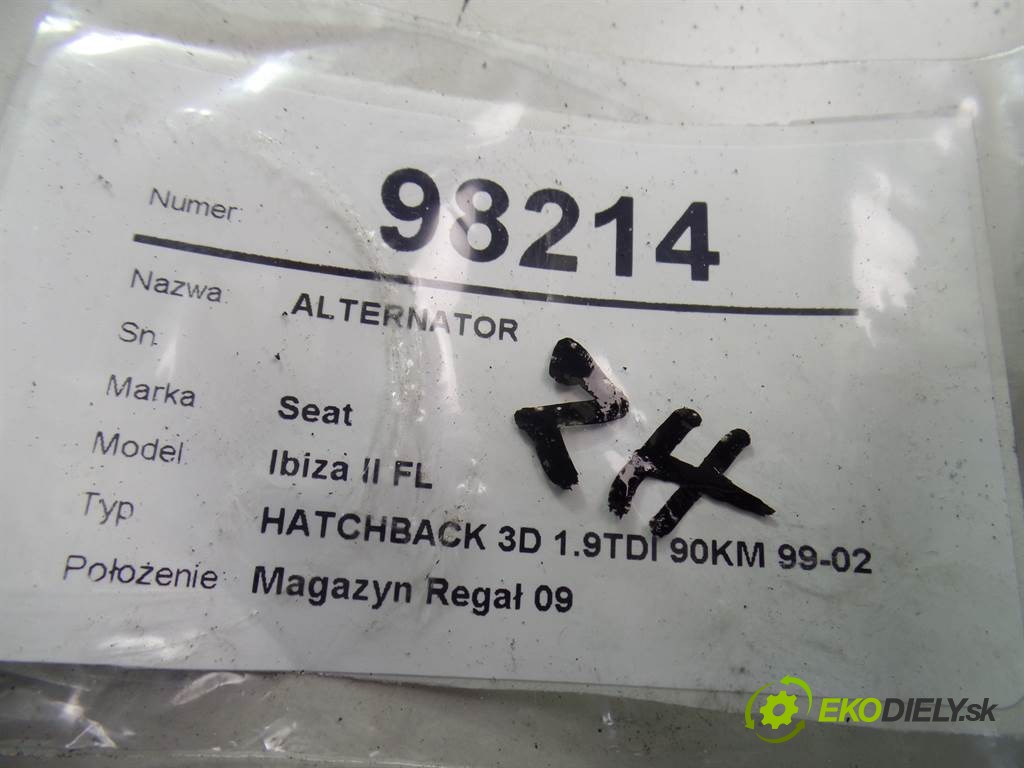 Numer: 98214
Nazwa: ALTERNATOR
Sn
Marka Seat
Model: Ibiza II FL
Typ HATCHBACK 3D 1.9TDI 90KM 99-02
Położenie: Magazyn Regał 09
EKODIELY.sk